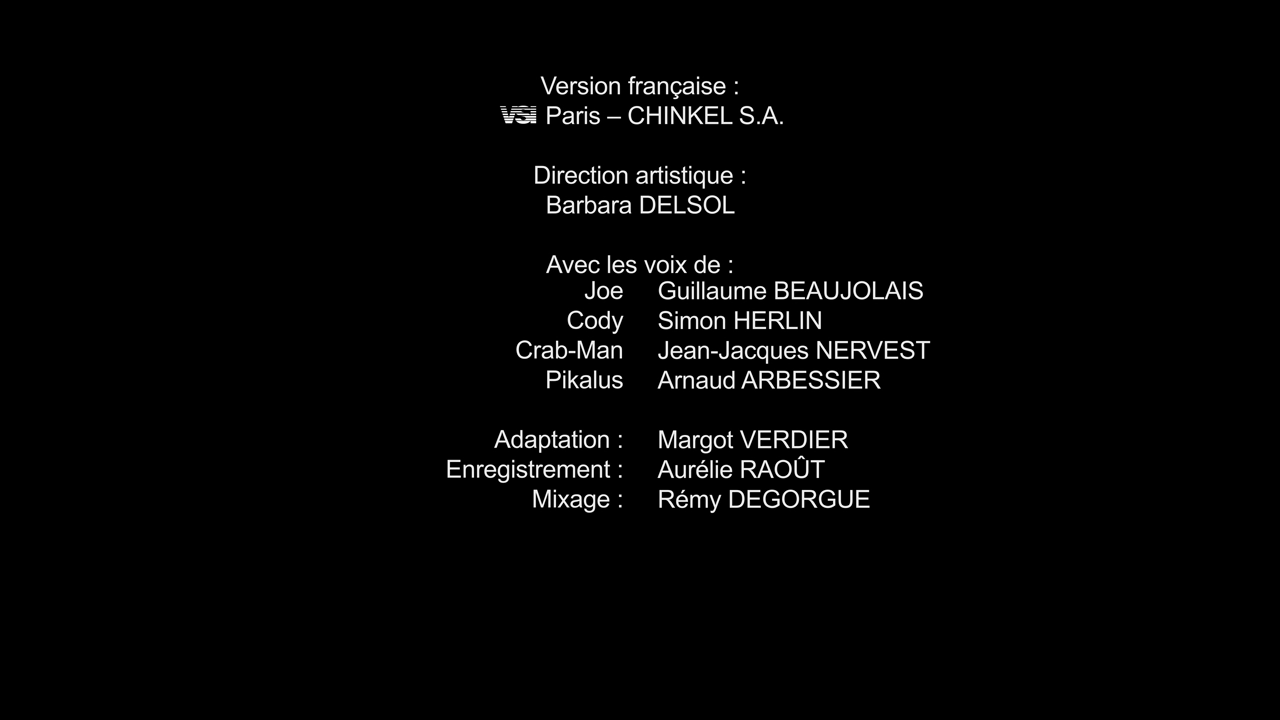 Version française :
VSI Paris – CHINKEL S.A.
Direction artistique :
Barbara DELSOL
Avec les voix de :
Joe Guillaume BEAUJOLAIS
Cody Simon HERLIN
Crab-Man Jean-Jacques NERVEST
Pikalus Arnaud ARBESSIER
Adaptation : Margot VERDIER
Enregistrement : Aurélie RAOÛT
Mixage : Rémy DEGORGUE